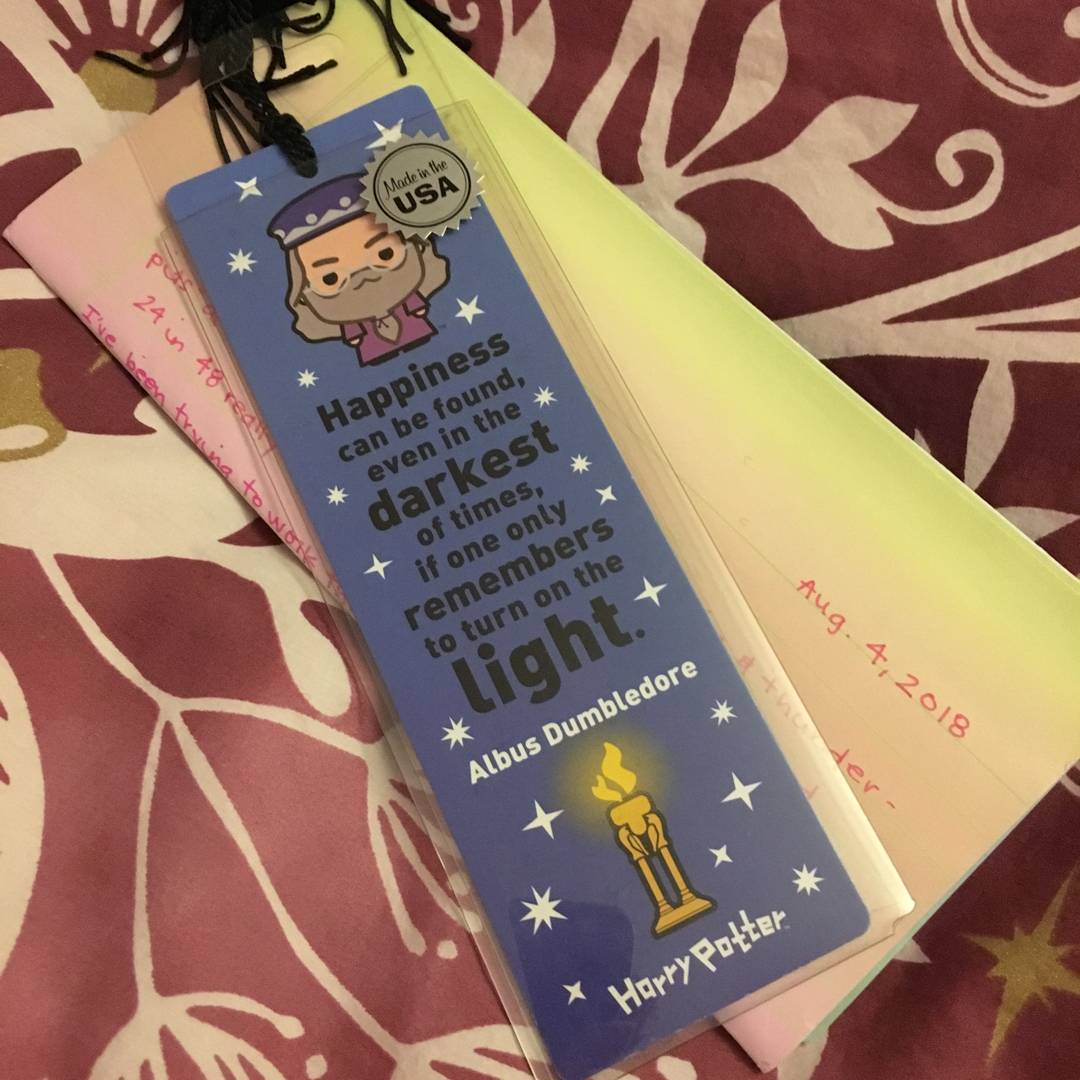 Made in the
USA
Happiness
can be found,
even in the
darkest
of times,
if one only
remembers
to turn on the
light.
Albus Dumbledore
Harry Potter
24 in 48 really
I've been trying to work
Aug. 4, 2018
a thunder-